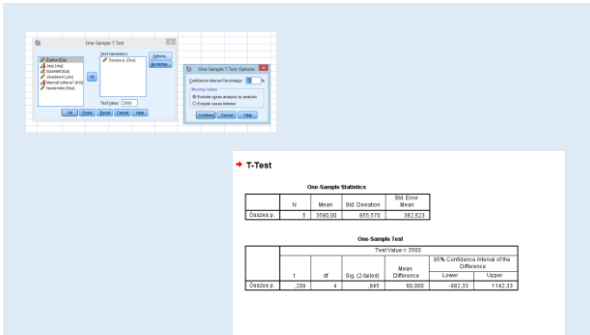 One-Sample T Test
Test Variable(s):
Options...
Bootstrap...
Test Value: 3500
OK Paste Reset Cancel Help
One-Sample T Test: Options
Confidence Interval Percentage: %
Missing Values
Exclude cases analysis by analysis
Exclude cases listwise
Continue Cancel Help
T-Test
One-Sample Statistics
N Mean Std. Deviation Std. Error Mean
Összes p. 5 3580,00 855,570 382,623
One-Sample Test
Test Value = 3500
95% Confidence Interval of the Difference
t df Sig. (2-tailed) Mean Difference Lower Upper
Összes p. ,209 4 ,845 80,000 -982,33 1142,33